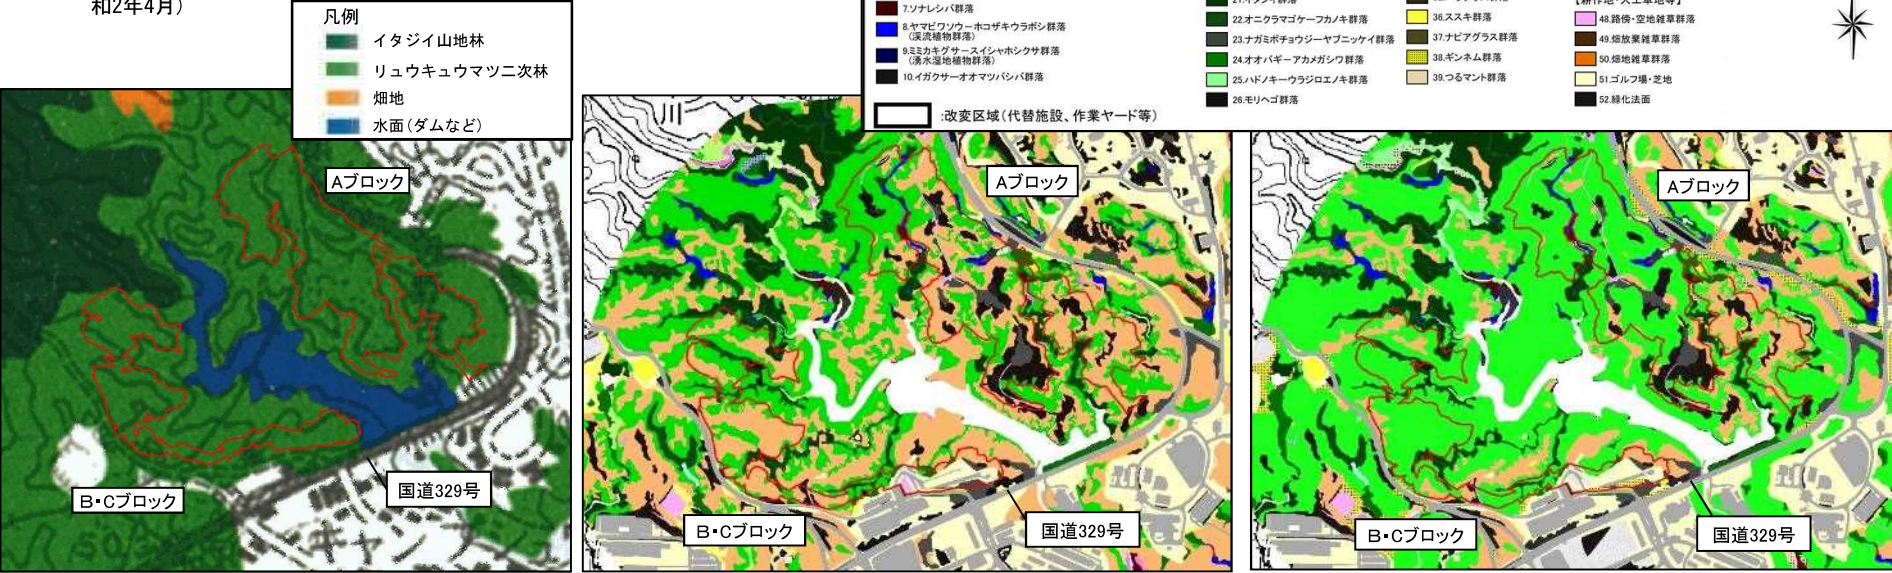 和2年4月）
凡例
イタジイ山地林
リュウキュウマツ二次林
畑地
水面（ダムなど）
Aブロック
B・Cブロック
国道329号
7.ソナレシバ群落
8.ヤマビワソウーホコザキウラボシ群落
（渓流植物群落）
9.ミミカキグサースイシャホシクサ群落
（湧水湿地植物群落）
10.イガクサーオオマツバシバ群落
22.オニクラマゴケーフカノキ群落
23.ナガミボチョウジーヤブニッケイ群落
24.オオバギーアカメガシワ群落
25.ハドノキーウラジロエノキ群落
26.モリヘゴ群落
36.ススキ群落
37.ナピアグラス群落
38.ギンネム群落
39.つるマント群落
48.路傍・空地雑草群落
49.畑放棄雑草群落
50.畑地雑草群落
51.ゴルフ場・芝地
52.緑化法面
:改変区域（代替施設、作業ヤード等）
川
Aブロック
B・Cブロック
国道329号
Aブロック
B・Cブロック
国道329号